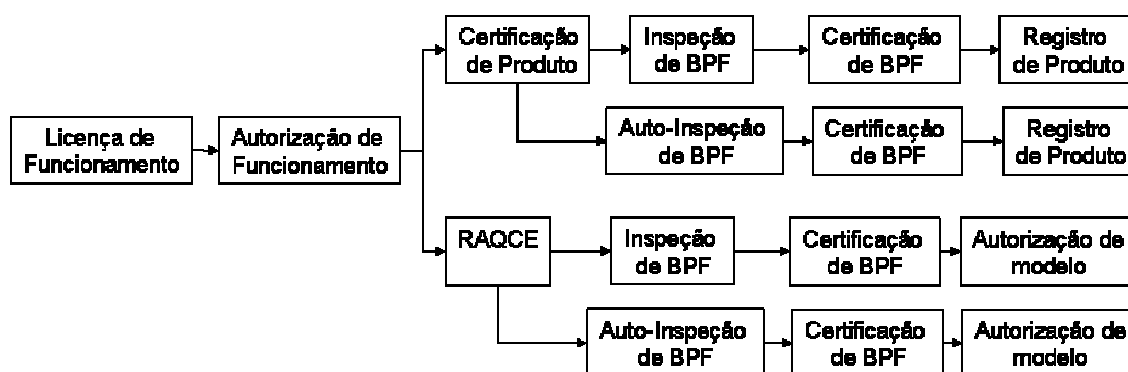 Certificação
de Produto
Inspeção
de BPF
Certificação
de BPF
Registro
de Produto
Auto-Inspeção
de BPF
Certificação
de BPF
Registro
de Produto
Licença de
Funcionamento
Autorização de
Funcionamento
RAQCE
Inspeção
de BPF
Certificação
de BPF
Autorização de
modelo
Auto-Inspeção
de BPF
Certificação
de BPF
Autorização de
modelo